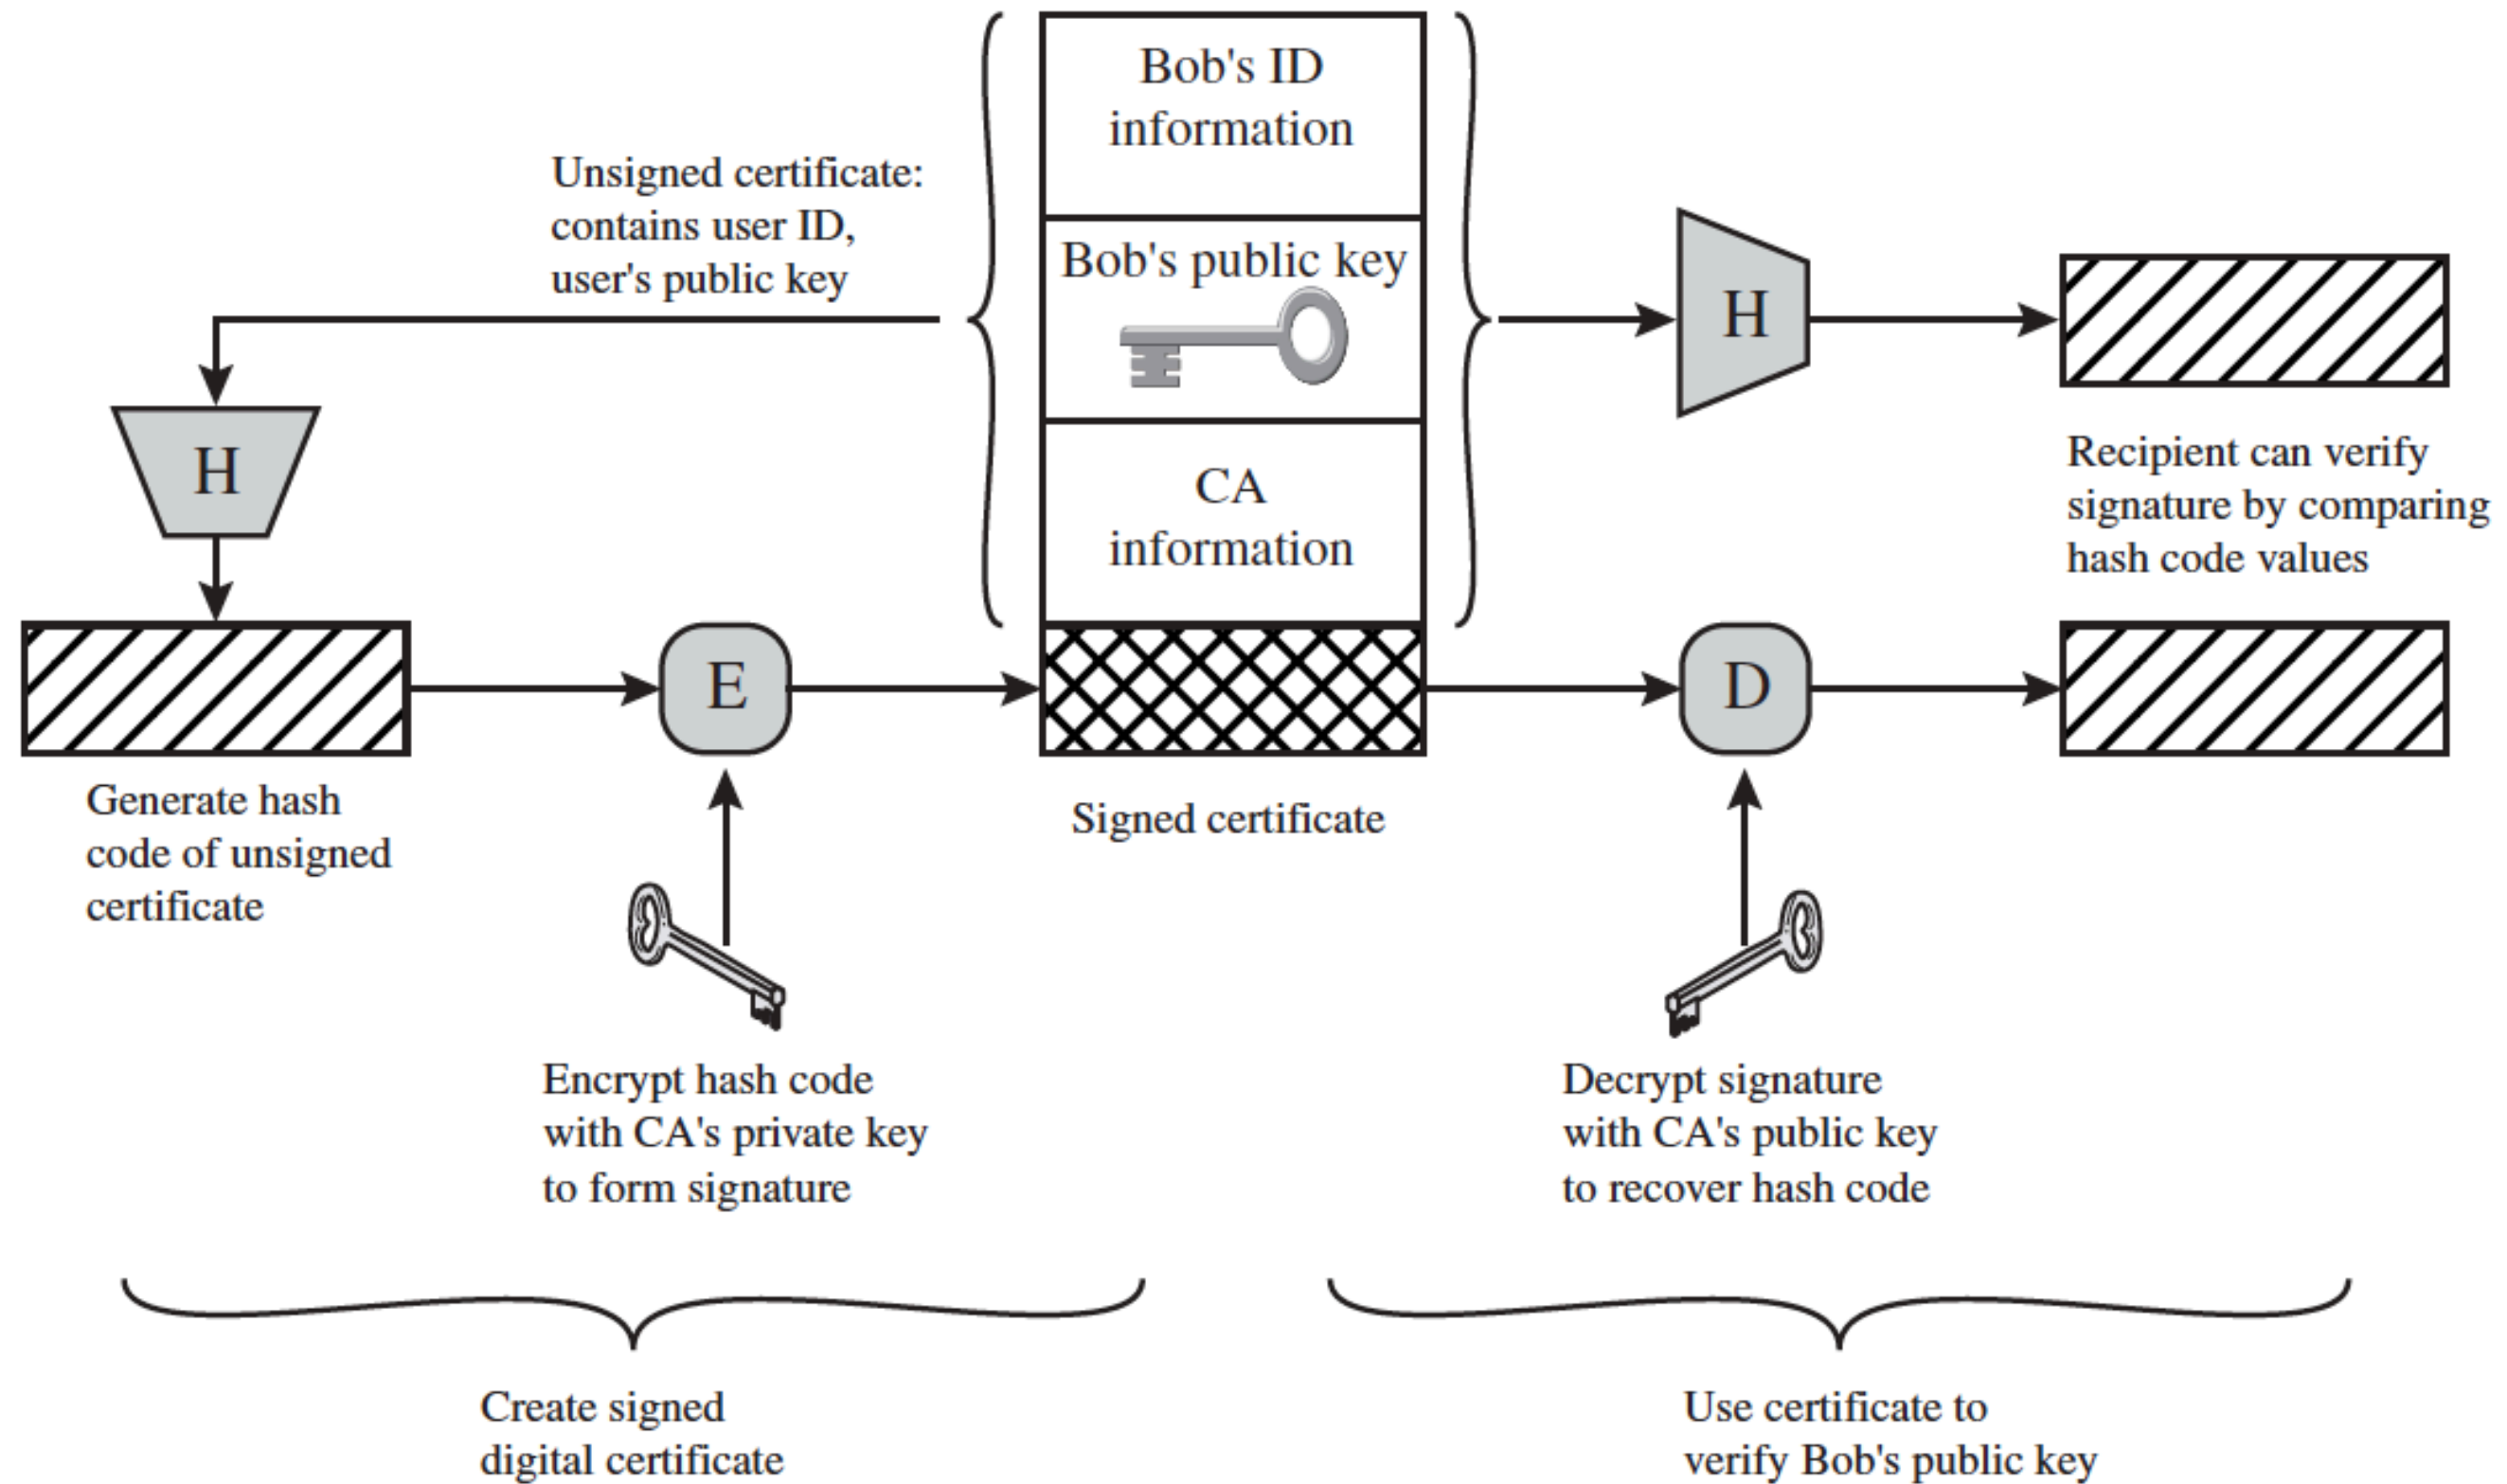 Bob's ID
information
Unsigned certificate:
contains user ID,
user's public key
Bob's public key
H
H
CA
information
Recipient can verify
signature by comparing
hash code values
E
D
Generate hash
code of unsigned
certificate
Signed certificate
Encrypt hash code
with CA's private key
to form signature
Decrypt signature
with CA's public key
to recover hash code
Create signed
digital certificate
Use certificate to
verify Bob's public key